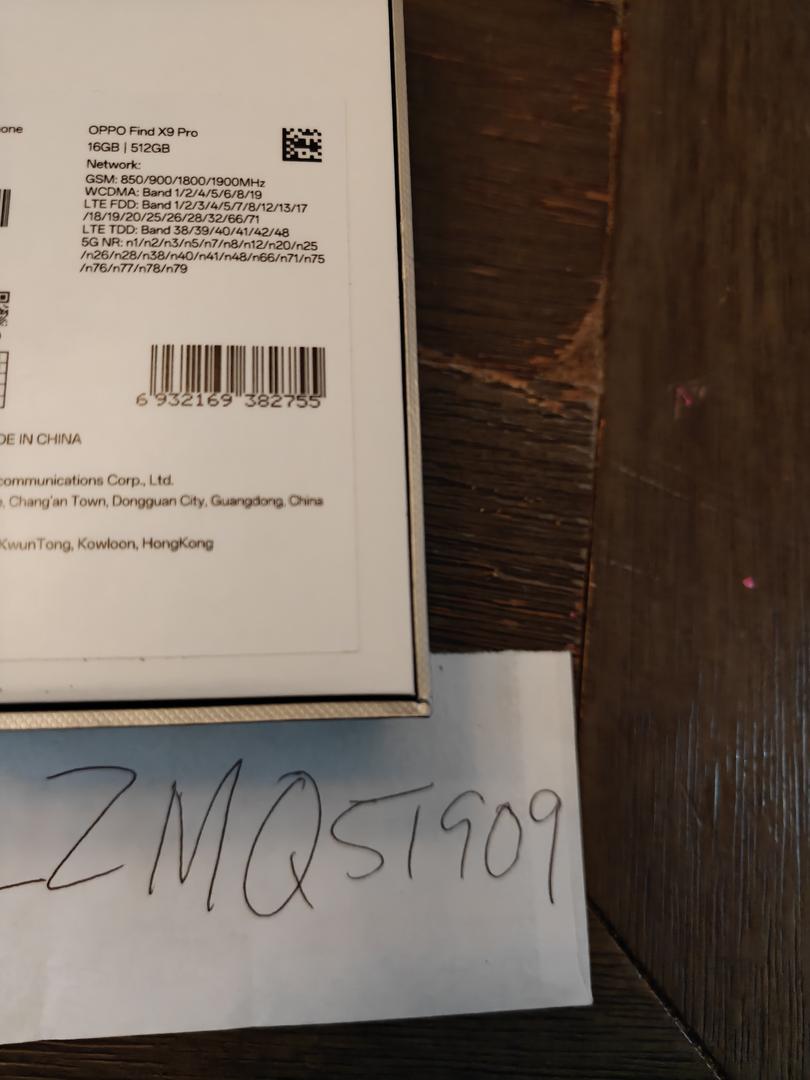 one
OPPO Find X9 Pro
16GB | 512GB
Network:
GSM: 850/900/1800/1900MHz
WCDMA: Band 1/2/4/5/6/8/19
LTE FDD: Band 1/2/3/4/5/7/8/12/13/17
/18/19/20/25/26/28/32/66/71
LTE TDD: Band 38/39/40/41/42/48
5G NR: n1/n2/n3/n5/n7/n8/n12/n20/n25
/n26/n28/n38/n40/n41/n48/n66/n71/n75
/n76/n77/n78/n79
6 932169 382755
DE IN CHINA
communications Corp., Ltd.
, Chang'an Town, Dongguan City, Guangdong, China
KwunTong, Kowloon, HongKong
ZMQ51909